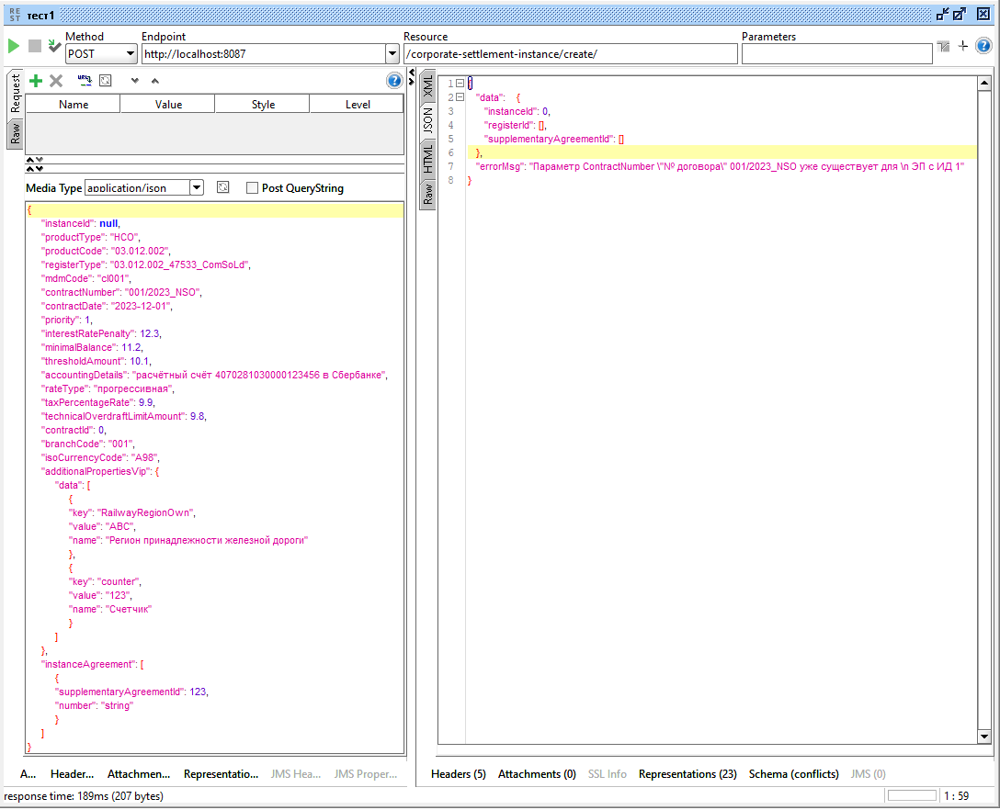 RE
ST тест1
Method
Endpoint
Resource
Parameters
POST
http://localhost:8087
/corporate-settlement-instance/create/
Request
Raw
Name
Value
Style
Level
Media Type application/json Post QueryString
{
"instanceId": null,
"productType": "НСО",
"productCode": "03.012.002",
"registerType": "03.012.002_47533_ComSoLd",
"mdmCode": "cl001",
"contractNumber": "001/2023_NSO",
"contractDate": "2023-12-01",
"priority": 1,
"interestRatePenalty": 12.3,
"minimalBalance": 11.2,
"thresholdAmount": 10.1,
"accountingDetails": "расчётный счёт 4070281030000123456 в Сбербанке",
"rateType": "прогрессивная",
"taxPercentageRate": 9.9,
"technicalOverdraftLimitAmount": 9.8,
"contractId": 0,
"branchCode": "001",
"isoCurrencyCode": "A98",
"additionalPropertiesVip": {
"data": [
{
"key": "RailwayRegionOwn",
"value": "ABC",
"name": "Регион принадлежности железной дороги"
},
{
"key": "counter",
"value": "123",
"name": "Счетчик"
}
]
},
"instanceAgreement": [
{
"supplementaryAgreementId": 123,
"number": "string"
}
]
}
A...
Header...
Attachmen...
Representatio...
JMS Hea...
JMS Proper...
XML
JSON
HTML
Raw
1 {
2 "data": {
3 "instanceId": 0,
4 "registerId": [],
5 "supplementaryAgreementId": []
6 },
7 "errorMsg": "Параметр ContractNumber \"№ договора\" 001/2023_NSO уже существует для \n ЭП с ИД 1"
8 }
Headers (5)
Attachments (0)
SSL Info
Representations (23)
Schema (conflicts)
JMS (0)
response time: 189ms (207 bytes)
1 : 59